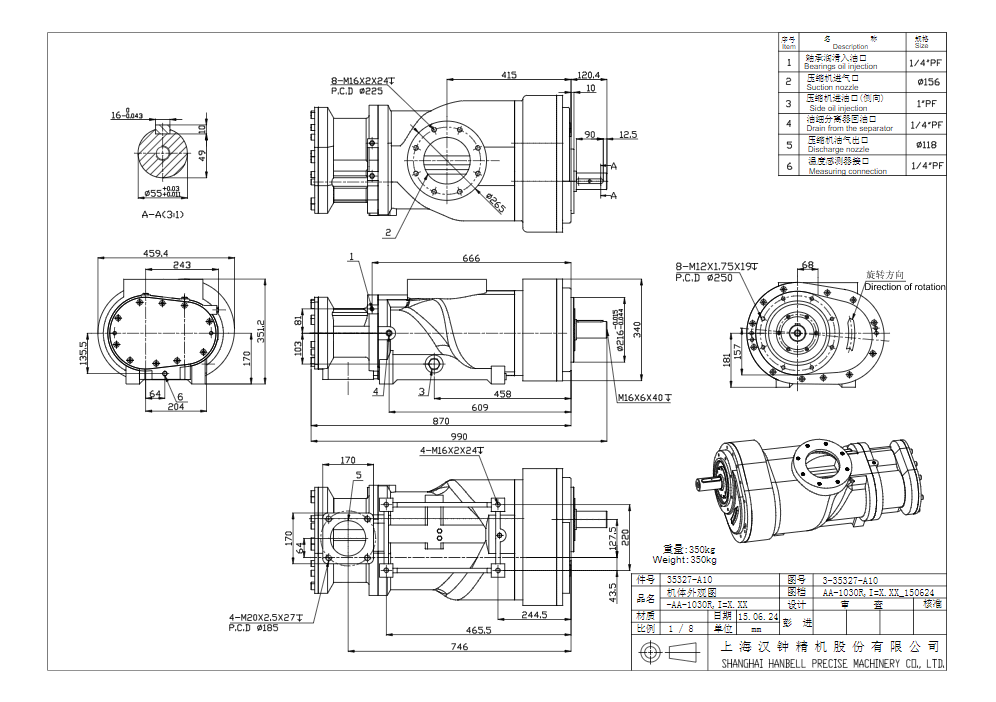 序号 名 称 规格
Item Description Size
1 轴承润滑入油口 1/4"PF
Bearings oil injection
2 压缩机进气口 Ø156
Suction nozzle
3 压缩机进油口(侧向) 1"PF
Side oil injection
4 油细分离器回油口 1/4"PF
Drain from the separator
5 压缩机油气出口 Ø118
Discharge nozzle
6 温度感测器接口 1/4"PF
Measuring connection
8-M16X2X24
P.C.D Ø225
415
120.4
10
90
12.5
A
A
Ø265
2
16 0 -0.043
10
49
Ø55 +0.03 +0.011
A-A(3:1)
459.4
243
135.5
351.2
170
64
6
204
1
666
81
103
Ø216 -0.015 -0.044
340
4
3
458
M16X6X40
609
870
990
8-M12X1.75X19
P.C.D Ø250
68
旋转方向
Direction of rotation
181
157
4-M16X2X24
170
5
170
64
127.5
220
43.5
4-M20X2.5X27
P.C.D Ø185
244.5
465.5
746
重量:350kg
Weight:350kg
件号 35327-A10 图号 3-35327-A10
品名 机体外观图 图档 AA-1030R,I=X.XX_150624
-AA-1030R,I=X.XX 设计 审 查 核准
材质 日期 15.06.24 彭 进
比例 1 / 8 单位 mm
上海汉钟精机股份有限公司
SHANGHAI HANBELL PRECISE MACHINERY CO., LTD.